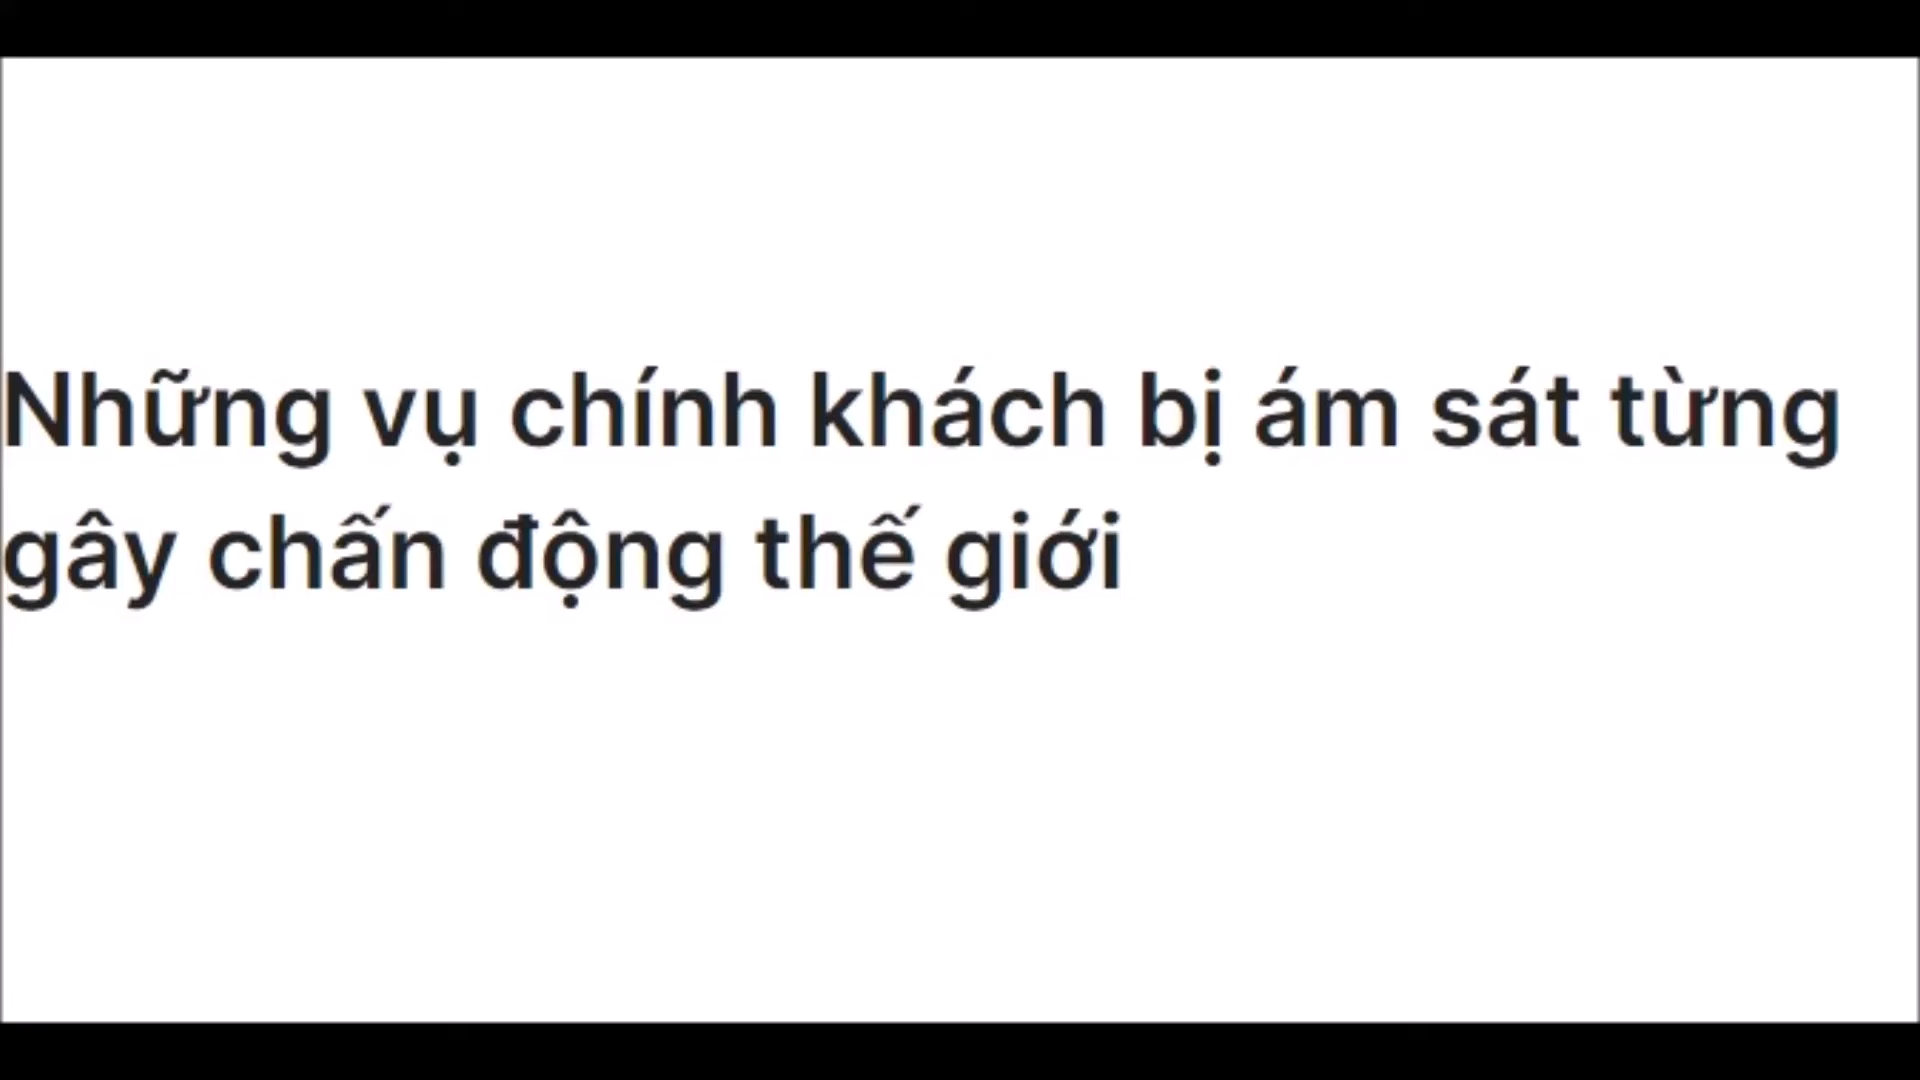 Những vụ chính khách bị ám sát từng
gây chấn động thế giới